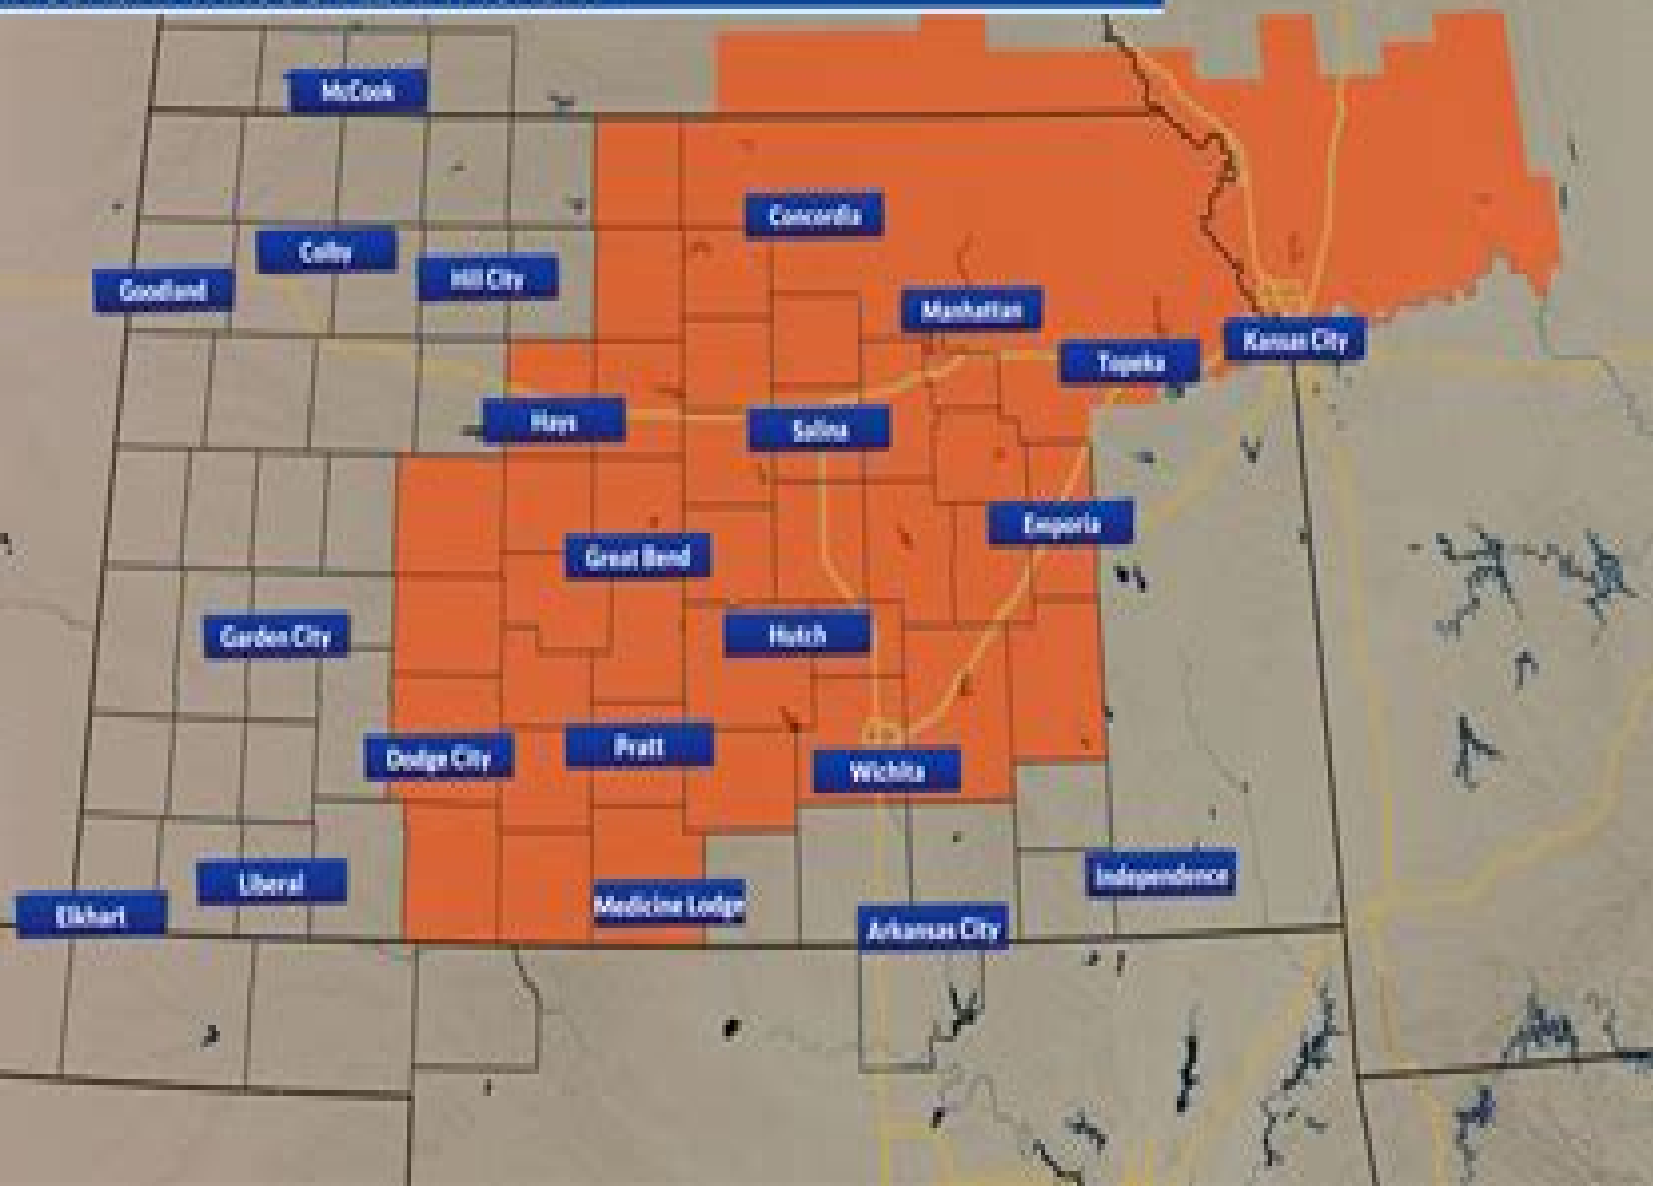 McCook
Concordia
Colby
Hill City
Goodland
Manhattan
Kansas City
Topeka
Hays
Salina
Emporia
Great Bend
Garden City
Hutch
Dodge City
Pratt
Wichita
Liberal
Independence
Elkhart
Medicine Lodge
Arkansas City